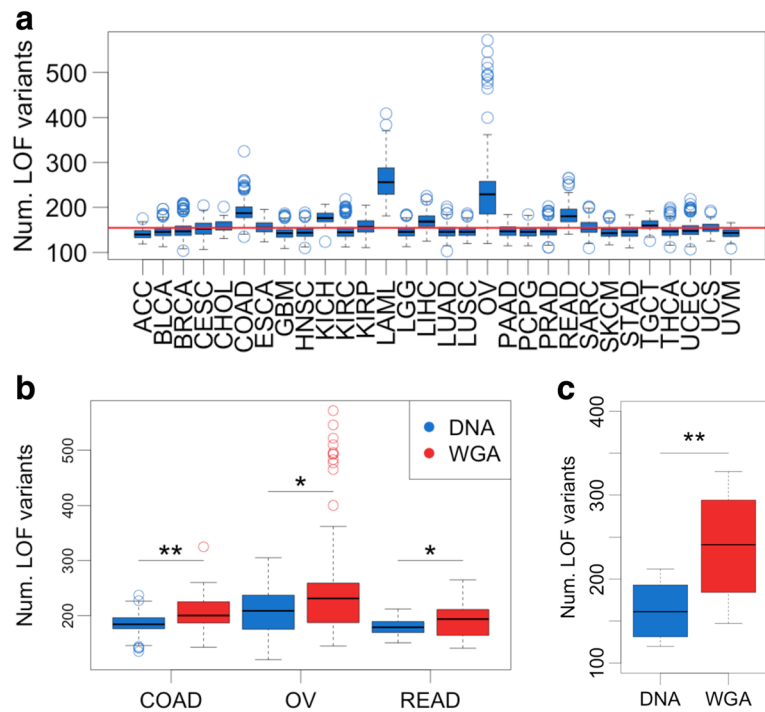 a
Num. LOF variants
500
400
300
200
100
ACC
BLCA
BRCA
CESC
CHOL
COAD
ESCA
GBM
HNSC
KICH
KIRC
KIRP
LAML
LGG
LIHC
LUAD
LUSC
OV
PAAD
PCPG
PRAD
READ
SARC
SKCM
STAD
TGCT
THCA
UCEC
UCS
UVM
b
Num. LOF variants
500
400
300
200
DNA
WGA
**
*
*
COAD OV READ
c
Num. LOF variants
400
300
200
100
**
DNA WGA